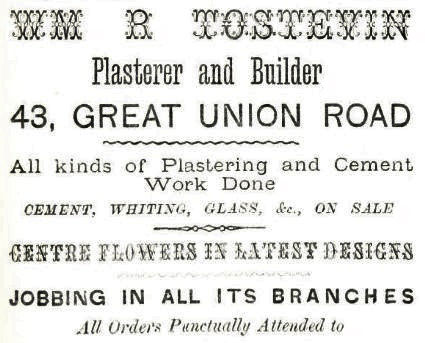 WM R TOSTEVIN
Plasterer and Builder
43, GREAT UNION ROAD
All kinds of Plastering and Cement
Work Done
CEMENT, WHITING, GLASS, &c., ON SALE
CENTRE FLOWERS IN LATEST DESIGNS
JOBBING IN ALL ITS BRANCHES
All Orders Punctually Attended to